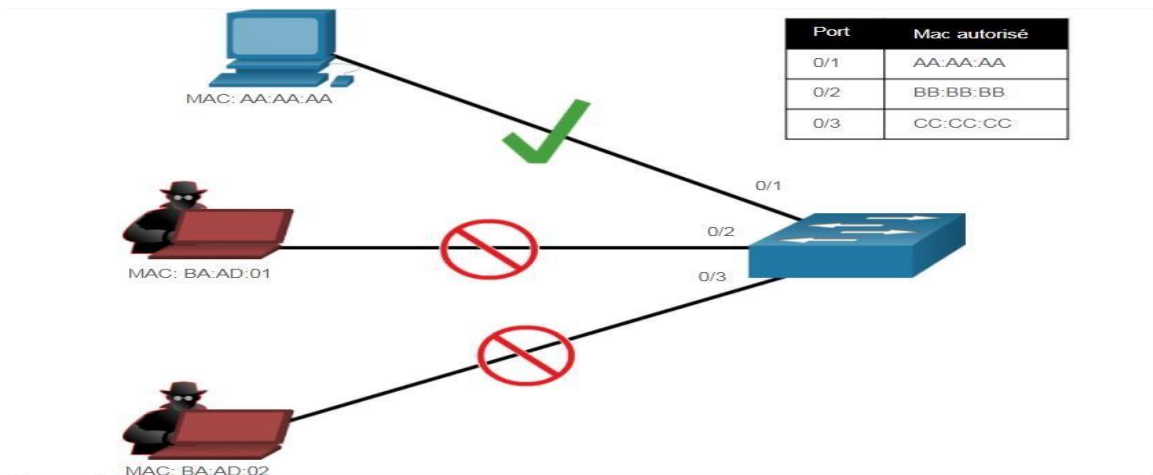 Port Mac autorisé
0/1 AA:AA:AA
0/2 BB:BB:BB
0/3 CC:CC:CC
MAC: AA:AA:AA
0/1
0/2
MAC: BA:AD:01
0/3
MAC: BA:AD:02